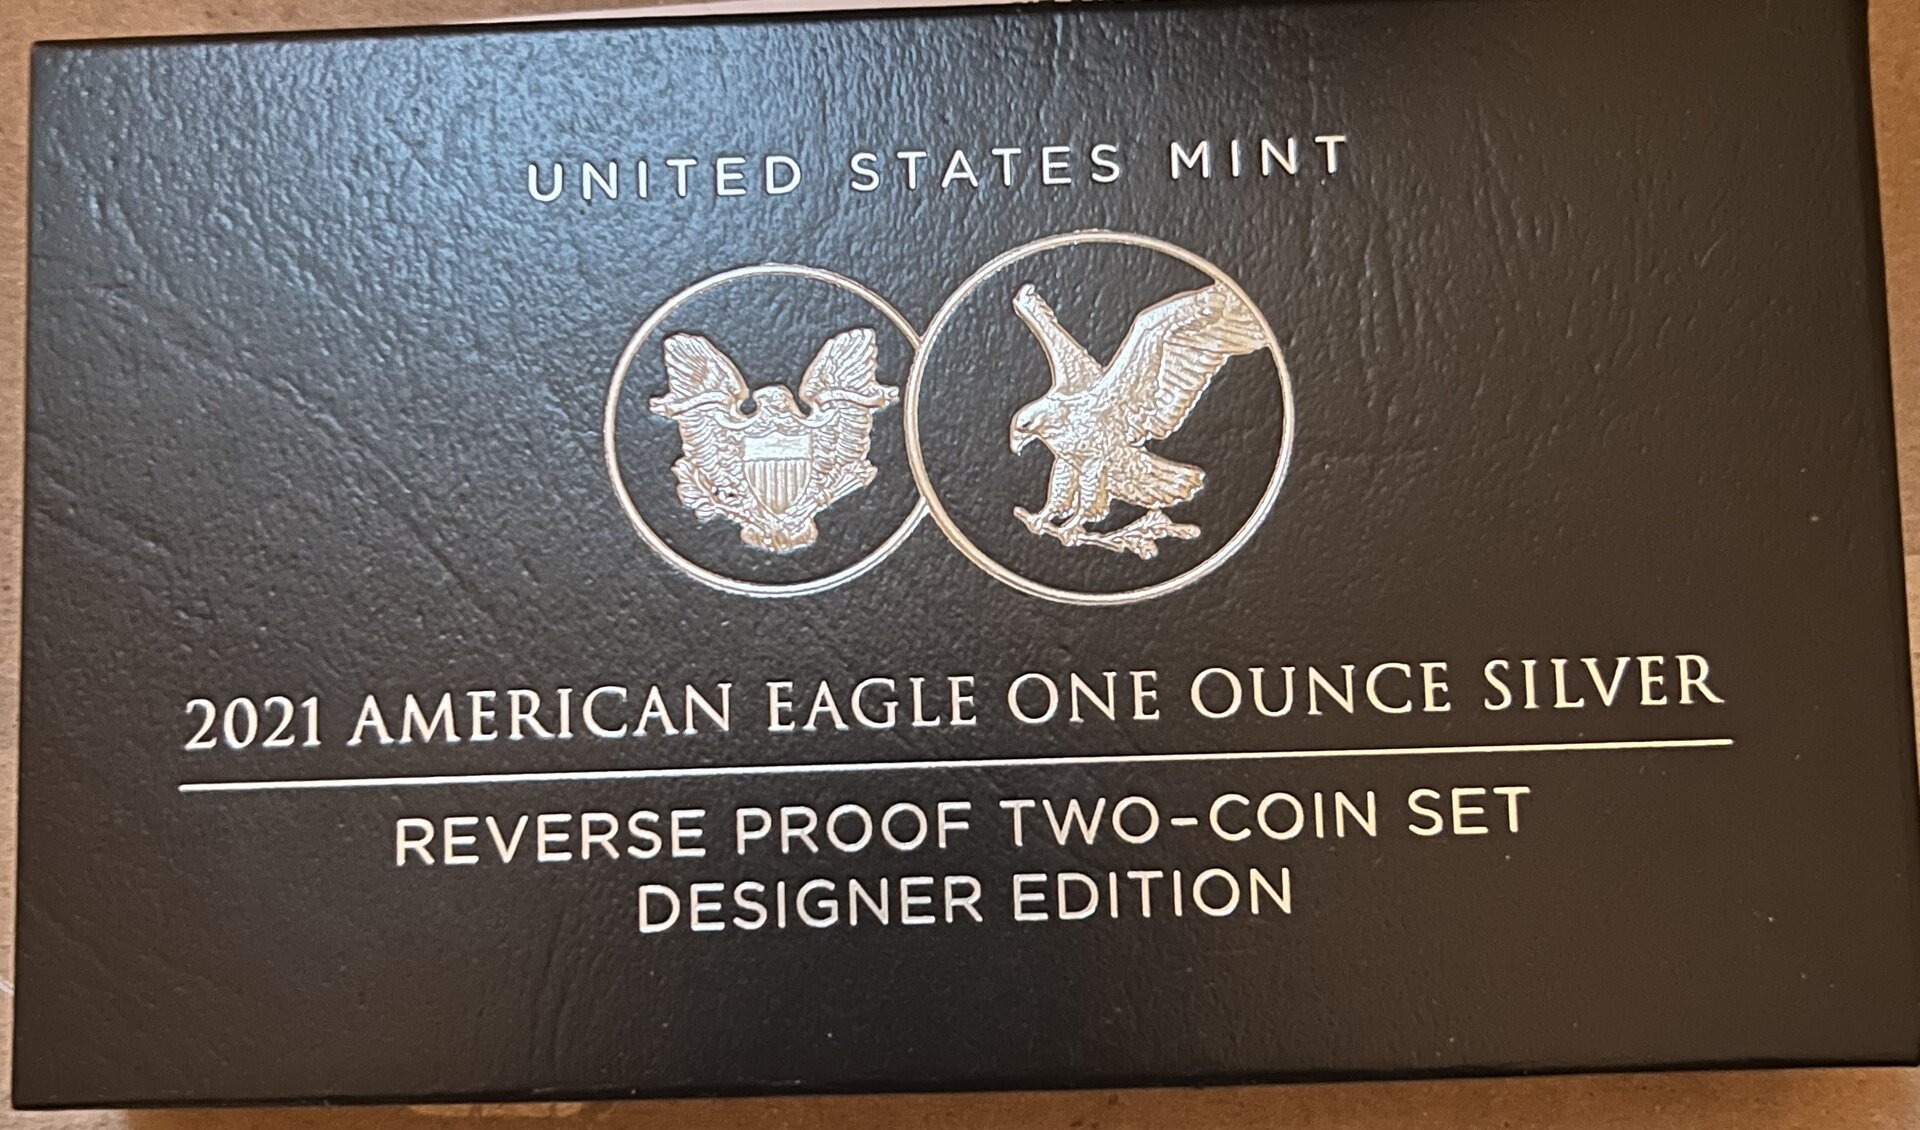 UNITED STATES MINT
2021 AMERICAN EAGLE ONE OUNCE SILVER
REVERSE PROOF TWO-COIN SET
DESIGNER EDITION